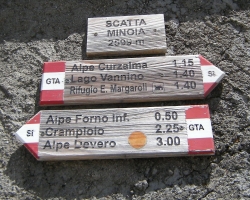 SCATTA
MINOIA
2599 m
GTA Alpe Curzalma 1.15 SI
Lago Vannino 1.40
Rifugio E. Margaroli 1.40
SI Alpe Forno Inf. 0.50 GTA
Crampiolo 2.25
Alpe Devero 3.00